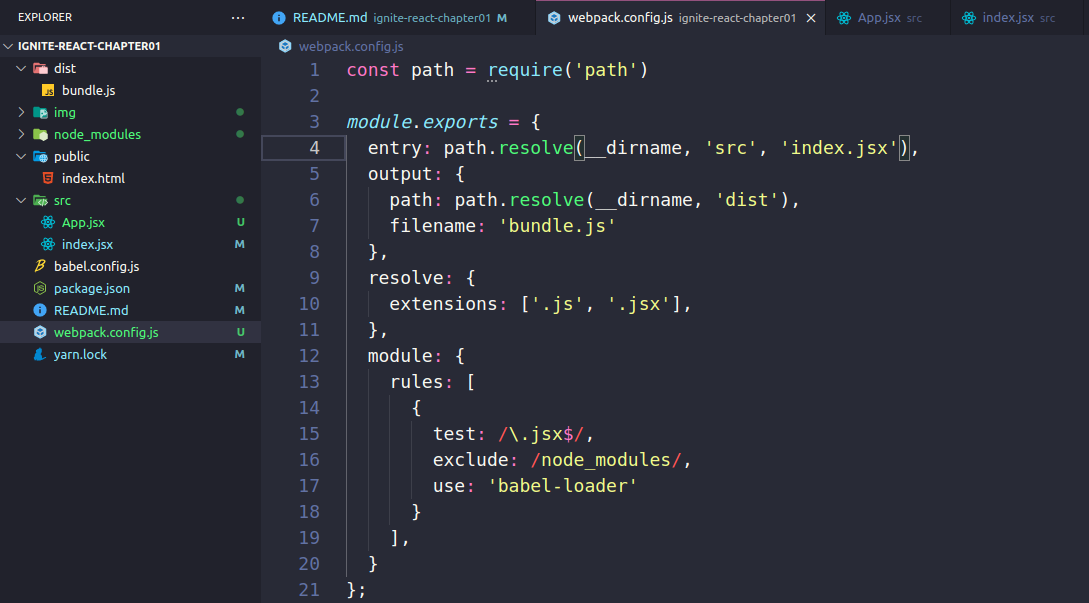 EXPLORER ...
IGNITE-REACT-CHAPTER01
dist
bundle.js
img
node_modules
public
index.html
src
App.jsx U
index.jsx M
babel.config.js
package.json M
README.md M
webpack.config.js U
yarn.lock M
README.md ignite-react-chapter01 M
webpack.config.js ignite-react-chapter01
App.jsx src
index.jsx src
webpack.config.js
1 const path = require('path')
2
3 module.exports = {
4 entry: path.resolve(__dirname, 'src', 'index.jsx'),
5 output: {
6 path: path.resolve(__dirname, 'dist'),
7 filename: 'bundle.js'
8 },
9 resolve: {
10 extensions: ['.js', '.jsx'],
11 },
12 module: {
13 rules: [
14 {
15 test: /\.jsx$/,
16 exclude: /node_modules/,
17 use: 'babel-loader'
18 }
19 ],
20 }
21 };